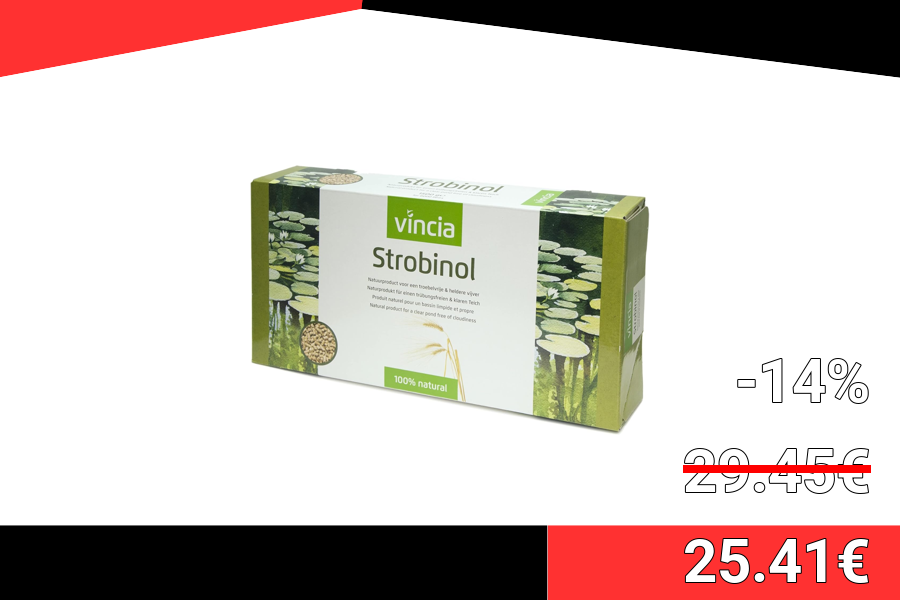 Strobinol
vincia
Strobinol
Natuurproduct voor een troebelvrije & heldere vijver
Naturprodukt für einen trübungsfreien & klaren Teich
Produit naturel pour un bassin limpide et propre
Natural product for a clear pond free of cloudiness
100% natural
-14%
29.45€
25.41€